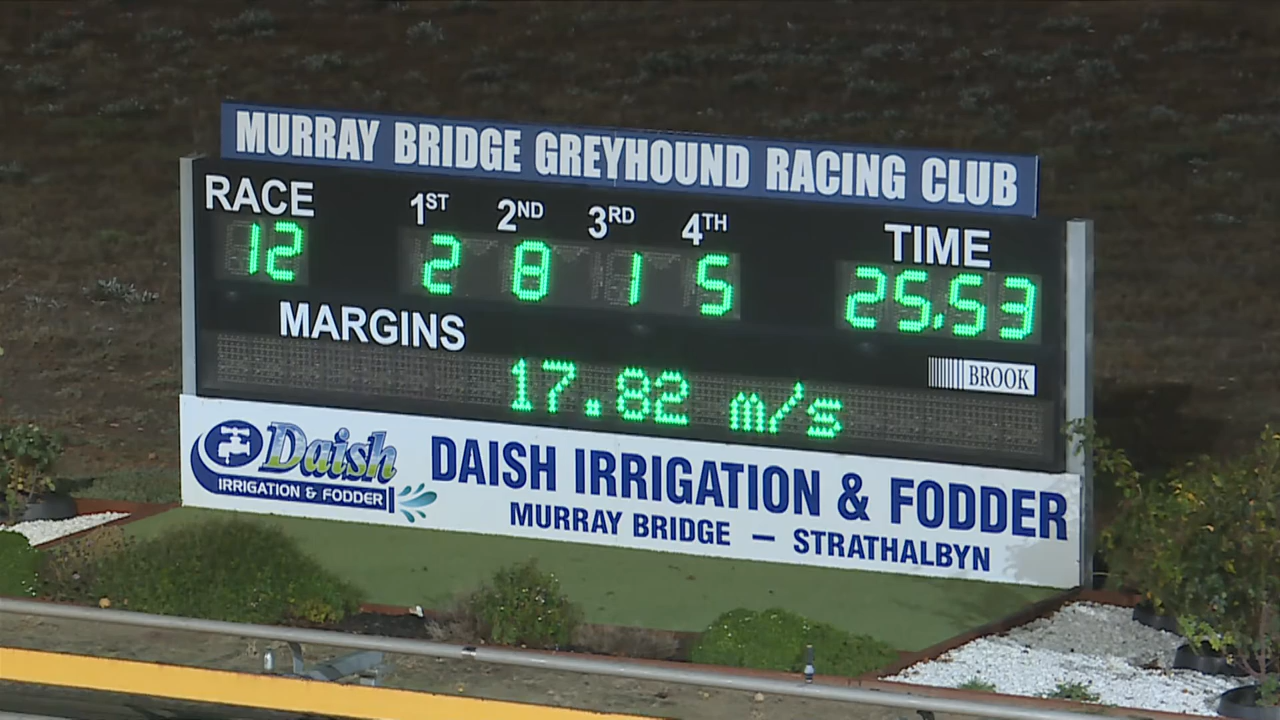 MURRAY BRIDGE GREYHOUND RACING CLUB
RACE 1ST 2ND 3RD 4TH TIME
12 2 8 1 5 25.53
MARGINS
BROOK
17.82 m/s
Daish
IRRIGATION & FODDER
DAISH IRRIGATION & FODDER
MURRAY BRIDGE – STRATHALBYN